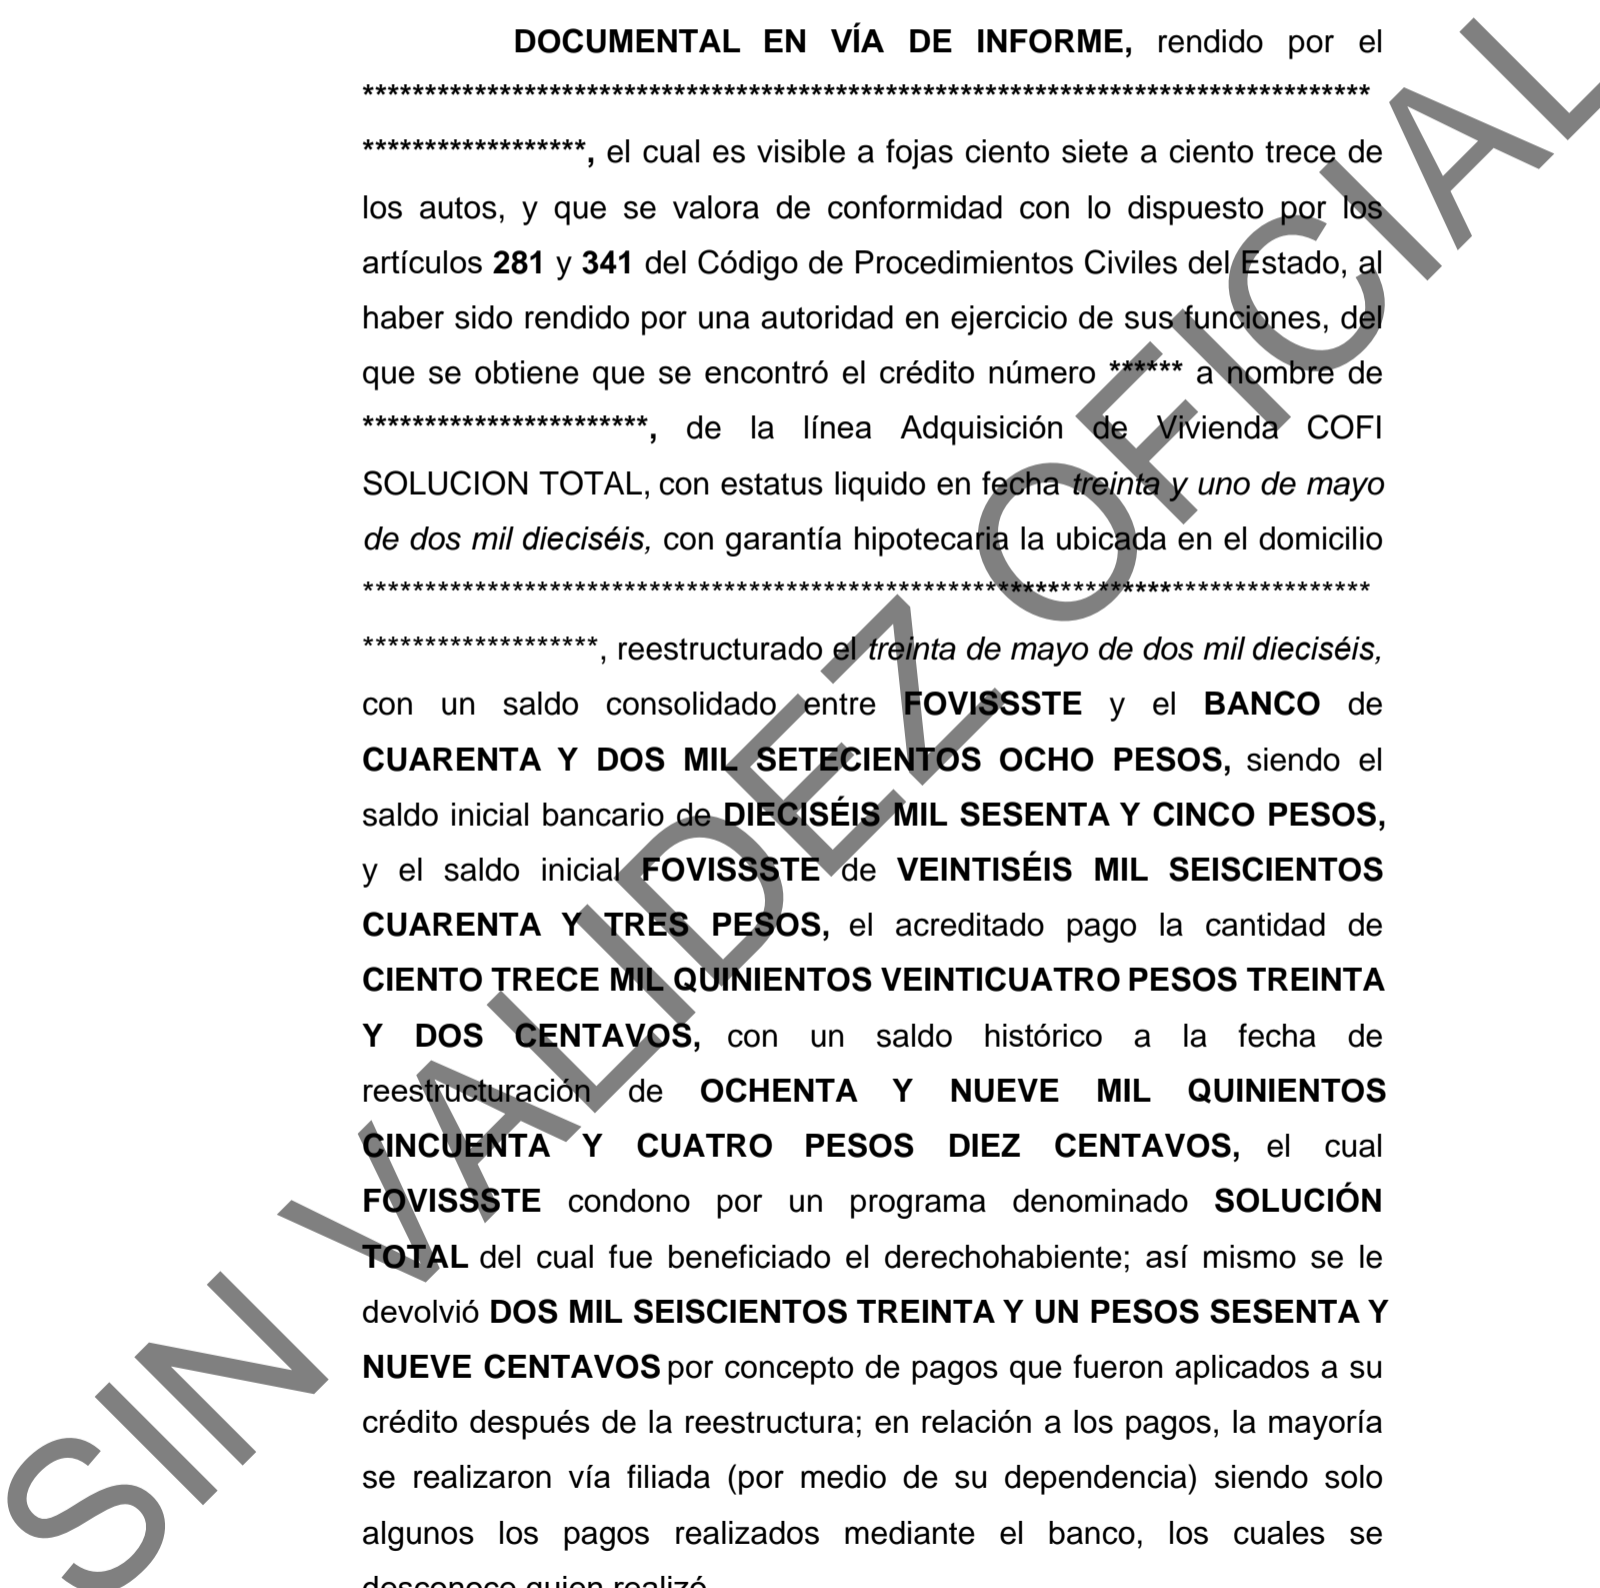 DOCUMENTAL EN VÍA DE INFORME, rendido por el
*********************************************************************************
******************, el cual es visible a fojas ciento siete a ciento trece de
los autos, y que se valora de conformidad con lo dispuesto por los
artículos 281 y 341 del Código de Procedimientos Civiles del Estado, al
haber sido rendido por una autoridad en ejercicio de sus funciones, del
que se obtiene que se encontró el crédito número ****** a nombre de
***********************, de la línea Adquisición de Vivienda COFI
SOLUCION TOTAL, con estatus liquido en fecha treinta y uno de mayo
de dos mil dieciséis, con garantía hipotecaria la ubicada en el domicilio
*********************************************************************************
*******************, reestructurado el treinta de mayo de dos mil dieciséis,
con un saldo consolidado entre FOVISSSTE y el BANCO de
CUARENTA Y DOS MIL SETECIENTOS OCHO PESOS, siendo el
saldo inicial bancario de DIECISÉIS MIL SESENTA Y CINCO PESOS,
y el saldo inicial FOVISSSTE de VEINTISÉIS MIL SEISCIENTOS
CUARENTA Y TRES PESOS, el acreditado pago la cantidad de
CIENTO TRECE MIL QUINIENTOS VEINTICUATRO PESOS TREINTA
Y DOS CENTAVOS, con un saldo histórico a la fecha de
reestructuración de OCHENTA Y NUEVE MIL QUINIENTOS
CINCUENTA Y CUATRO PESOS DIEZ CENTAVOS, el cual
FOVISSSTE condono por un programa denominado SOLUCIÓN
TOTAL del cual fue beneficiado el derechohabiente; así mismo se le
devolvió DOS MIL SEISCIENTOS TREINTA Y UN PESOS SESENTA Y
NUEVE CENTAVOS por concepto de pagos que fueron aplicados a su
crédito después de la reestructura; en relación a los pagos, la mayoría
se realizaron vía filiada (por medio de su dependencia) siendo solo
algunos los pagos realizados mediante el banco, los cuales se
desconoce quien realizó
SIN VALIDEZ OFICIAL